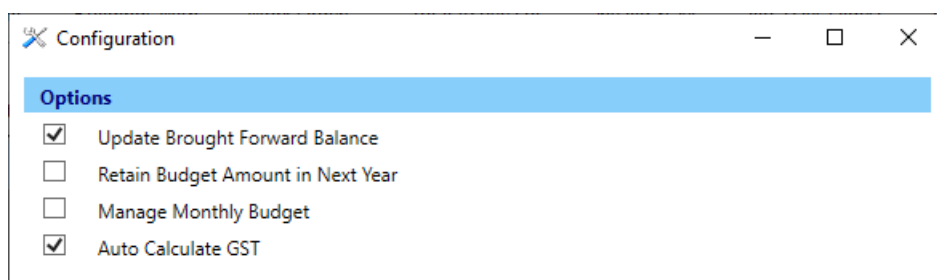 Configuration
Options
Update Brought Forward Balance
Retain Budget Amount in Next Year
Manage Monthly Budget
Auto Calculate GST